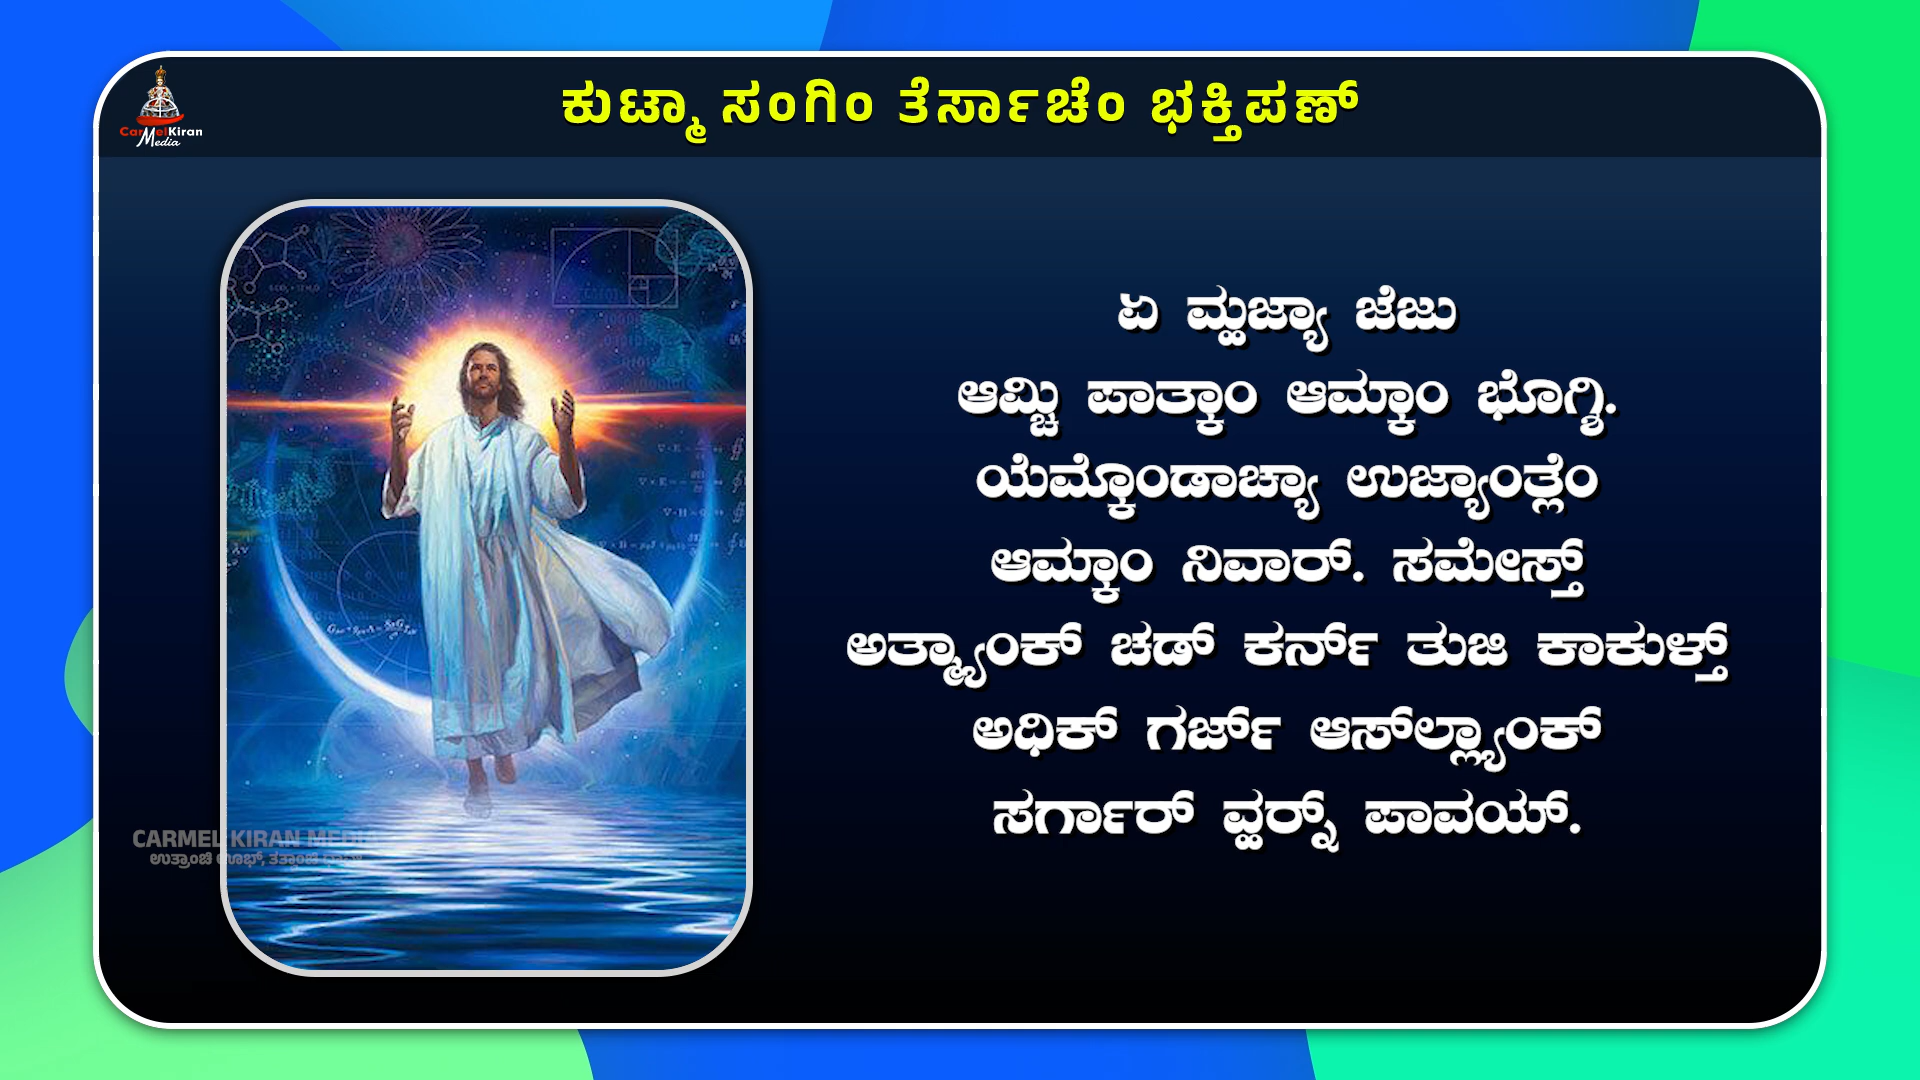 ಕುಟ್ಮಾ ಸಂಗಿಂ ತೆರ್ಸಾಚೆಂ ಭಕ್ತಿಪಣ್
CarMelKiran
Media
ಏ ಮ್ಹಜ್ಯಾ ಜೆಜು
ಆಮ್ಚಿ ಪಾತ್ಕಾಂ ಆಮ್ಕಾಂ ಭೊಗ್ಶಿ.
ಯೆಮ್ಕೊಂಡಾಚ್ಯಾ ಉಜ್ಯಾಂತ್ಲೆಂ
ಆಮ್ಕಾಂ ನಿವಾರ್. ಸಮೇಸ್ತ್
ಅತ್ಮ್ಯಾಂಕ್ ಚಡ್ ಕರ್ನ್ ತುಜಿ ಕಾಕುಳ್ತ್
ಅಧಿಕ್ ಗರ್ಜ್ ಆಸ್‌ಲ್ಲ್ಯಾಂಕ್
ಸರ್ಗಾರ್ ವ್ಹರ್‍ನ್ ಪಾವಯ್.
CARMEL KIRAN MEDIA